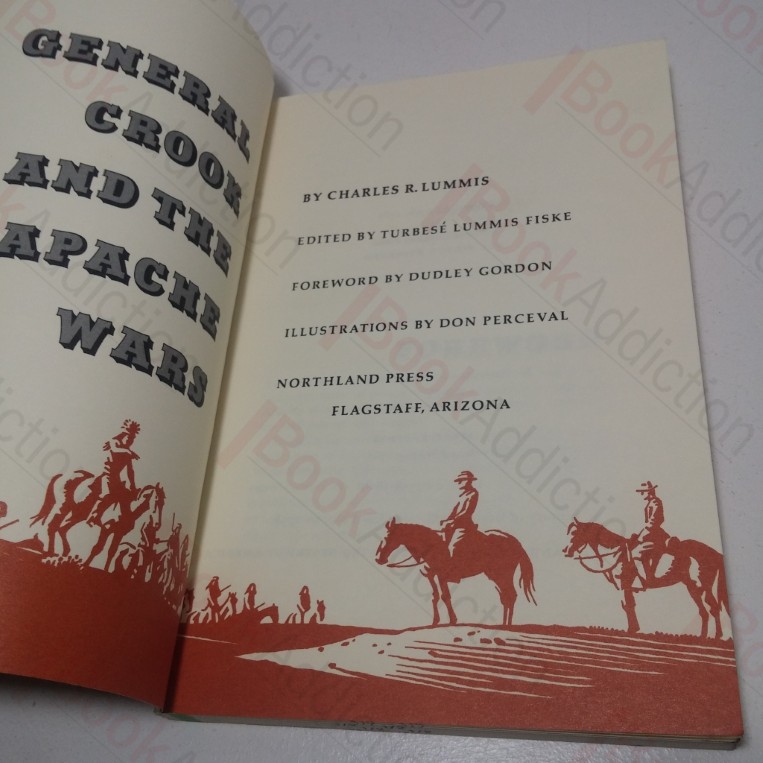 GENERAL
CROOK
AND THE
APACHE
WARS
BY CHARLES R. LUMMIS
EDITED BY TURBESÉ LUMMIS FISKE
FOREWORD BY DUDLEY GORDON
ILLUSTRATIONS BY DON PERCEVAL
NORTHLAND PRESS
FLAGSTAFF, ARIZONA
BookAddiction